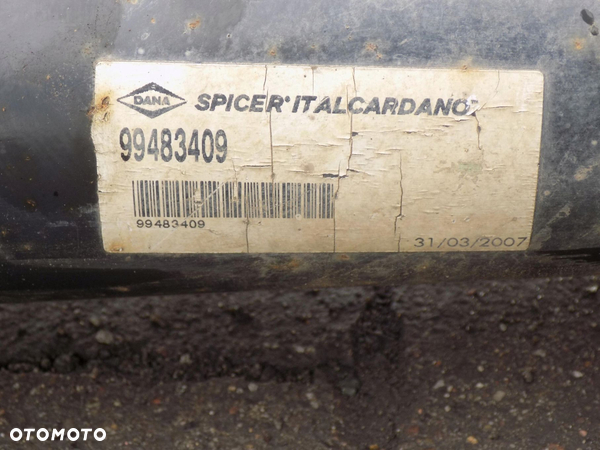 DANA SPICER® ITALCARDANO
99483409
99483409
31/03/2007
OTOMOTO